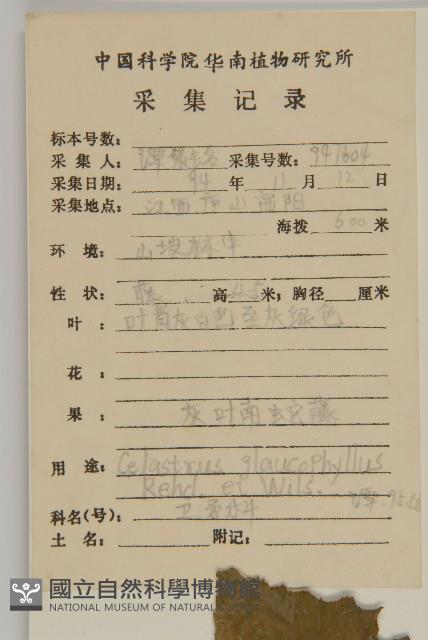 中国科学院华南植物研究所
采集记录
标本号数:
采集人: 谭策铭 采集号数: 941604
采集日期: 94 年 11 月 12 日
采集地点: 江西庐山
海拨 600 米
环境: 山坡林中
性状: 藤 高 4-5 米; 胸径 厘米
叶: 叶背灰白色至灰绿色
花:
果: 灰叶南蛇藤
用途: Celastrus glaucophyllus
Rehd. et Wils.
科名(号): 卫矛科
土名: 附记:
國立自然科學博物館
NATIONAL MUSEUM OF NATURAL